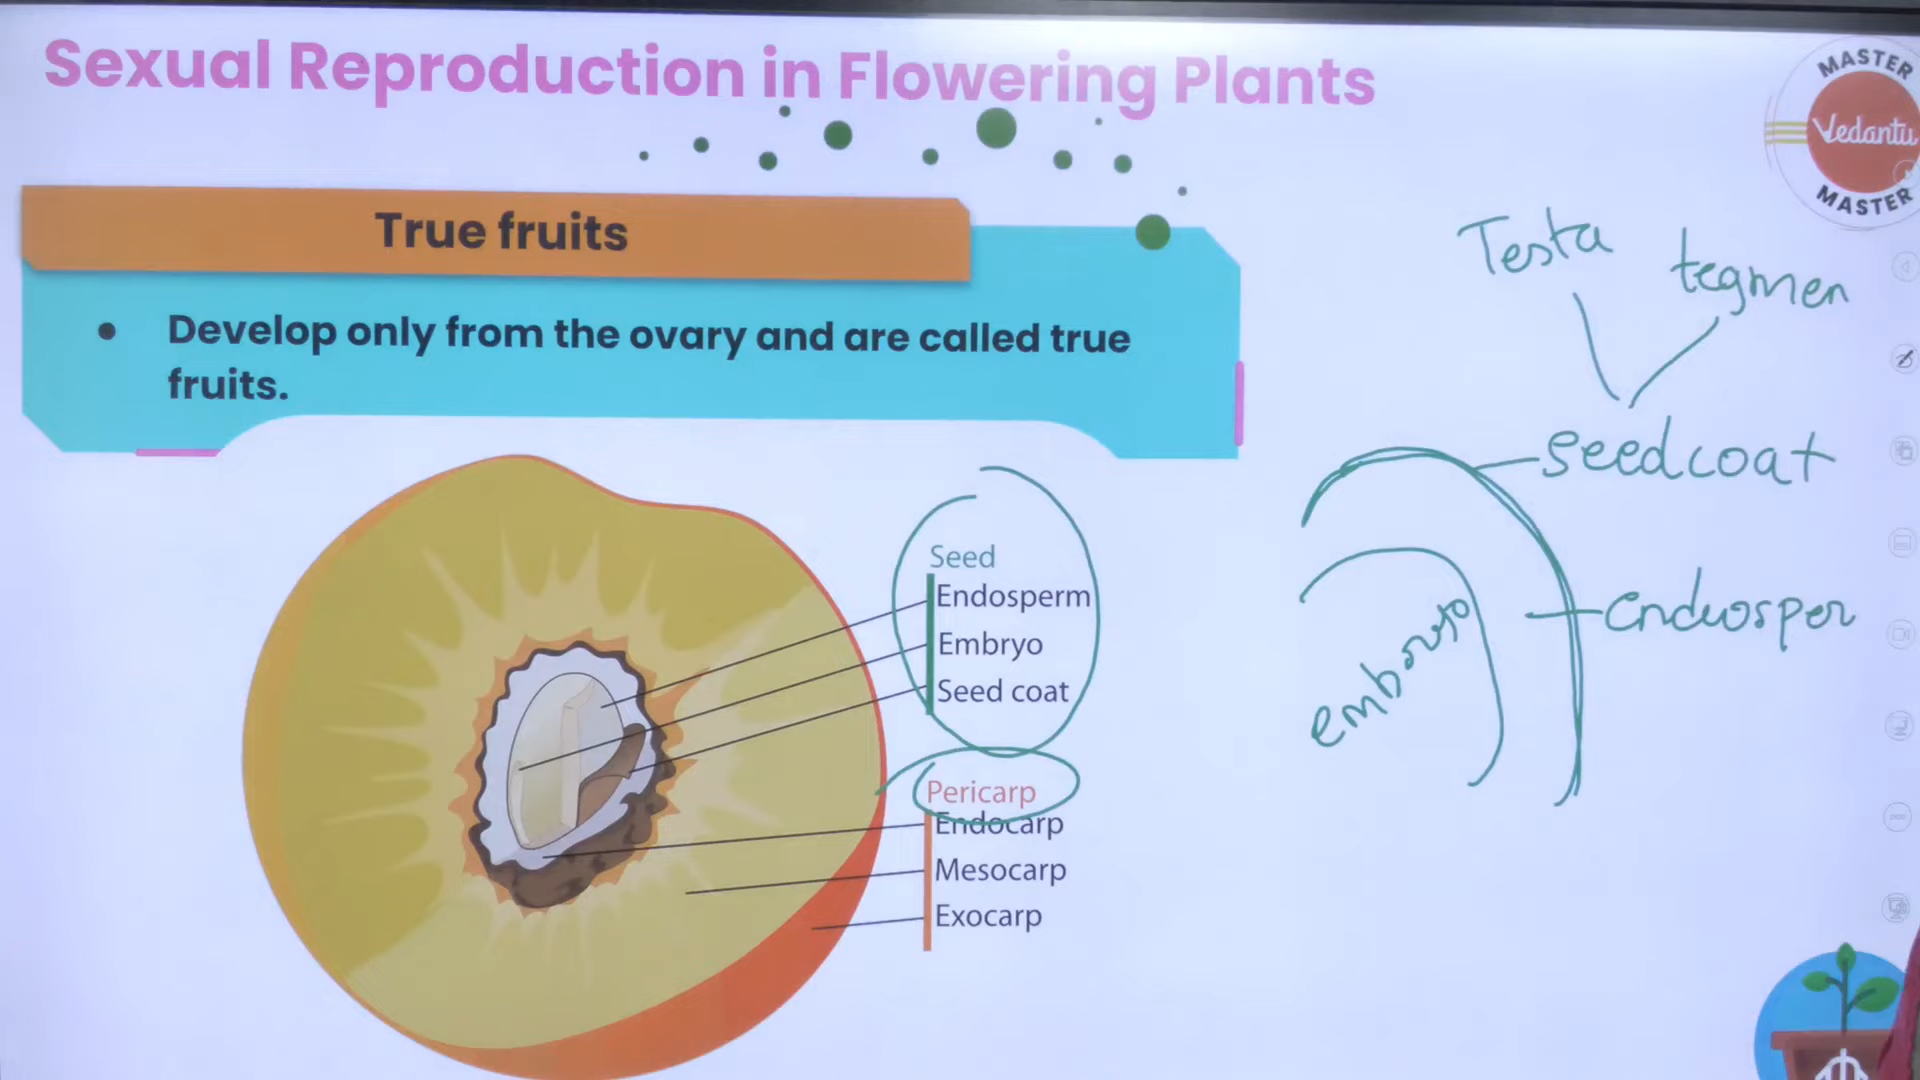 Sexual Reproduction in Flowering Plants
MASTER
Vedantu
MASTER
True fruits
• Develop only from the ovary and are called true
fruits.
Testa
tegmen
seedcoat
Seed
Endosperm
Embryo
Seed coat
Pericarp
Endocarp
Mesocarp
Exocarp
embryo
endosper